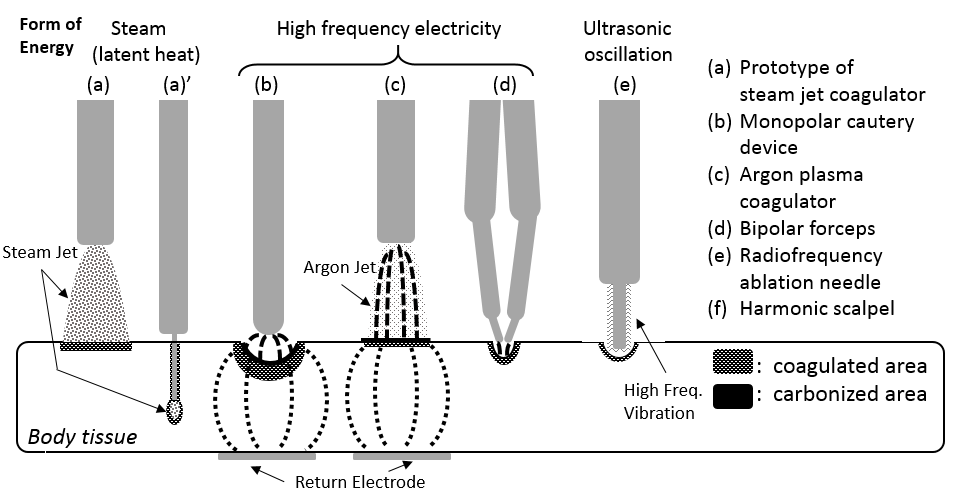 Form of
Energy
Steam
(latent heat)
High frequency electricity
Ultrasonic
oscillation
(a)
(a)’
(b)
(c)
(d)
(e)
(a) Prototype of
steam jet coagulator
(b) Monopolar cautery
device
(c) Argon plasma
coagulator
(d) Bipolar forceps
(e) Radiofrequency
ablation needle
(f) Harmonic scalpel
Steam Jet
Argon Jet
High Freq.
Vibration
: coagulated area
: carbonized area
Body tissue
Return Electrode